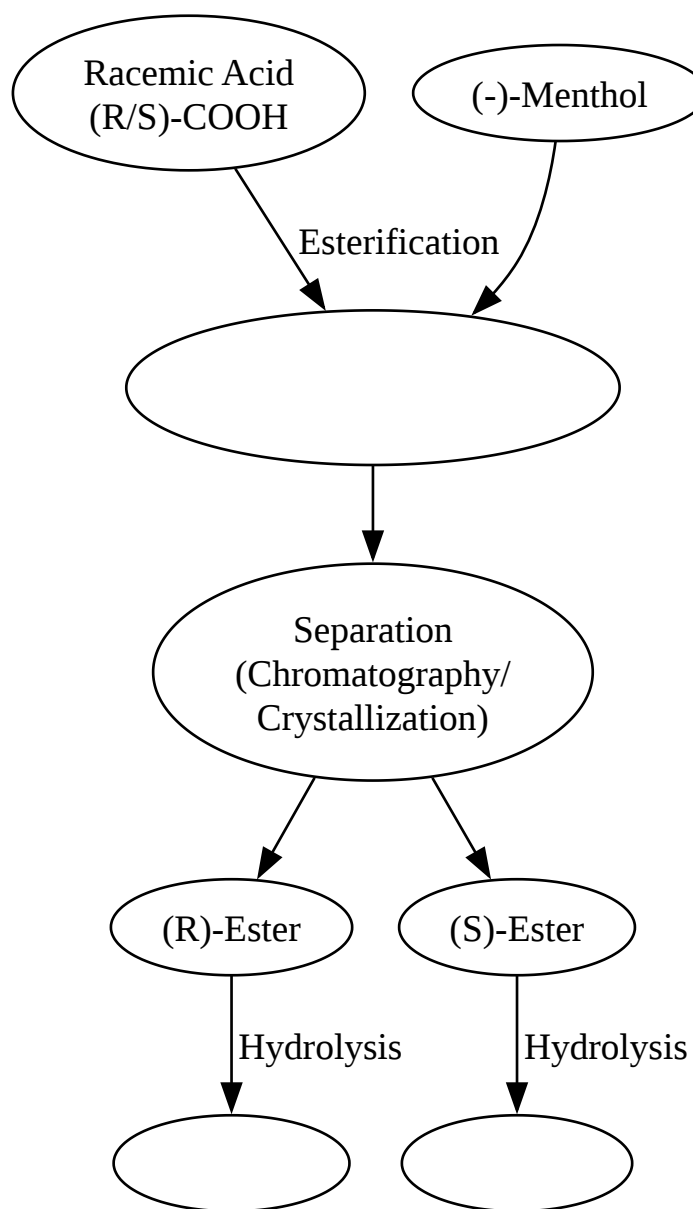 Racemic Acid
(R/S)-COOH
(-)-Menthol
Esterification
Separation
(Chromatography/
Crystallization)
(R)-Ester
(S)-Ester
Hydrolysis
Hydrolysis